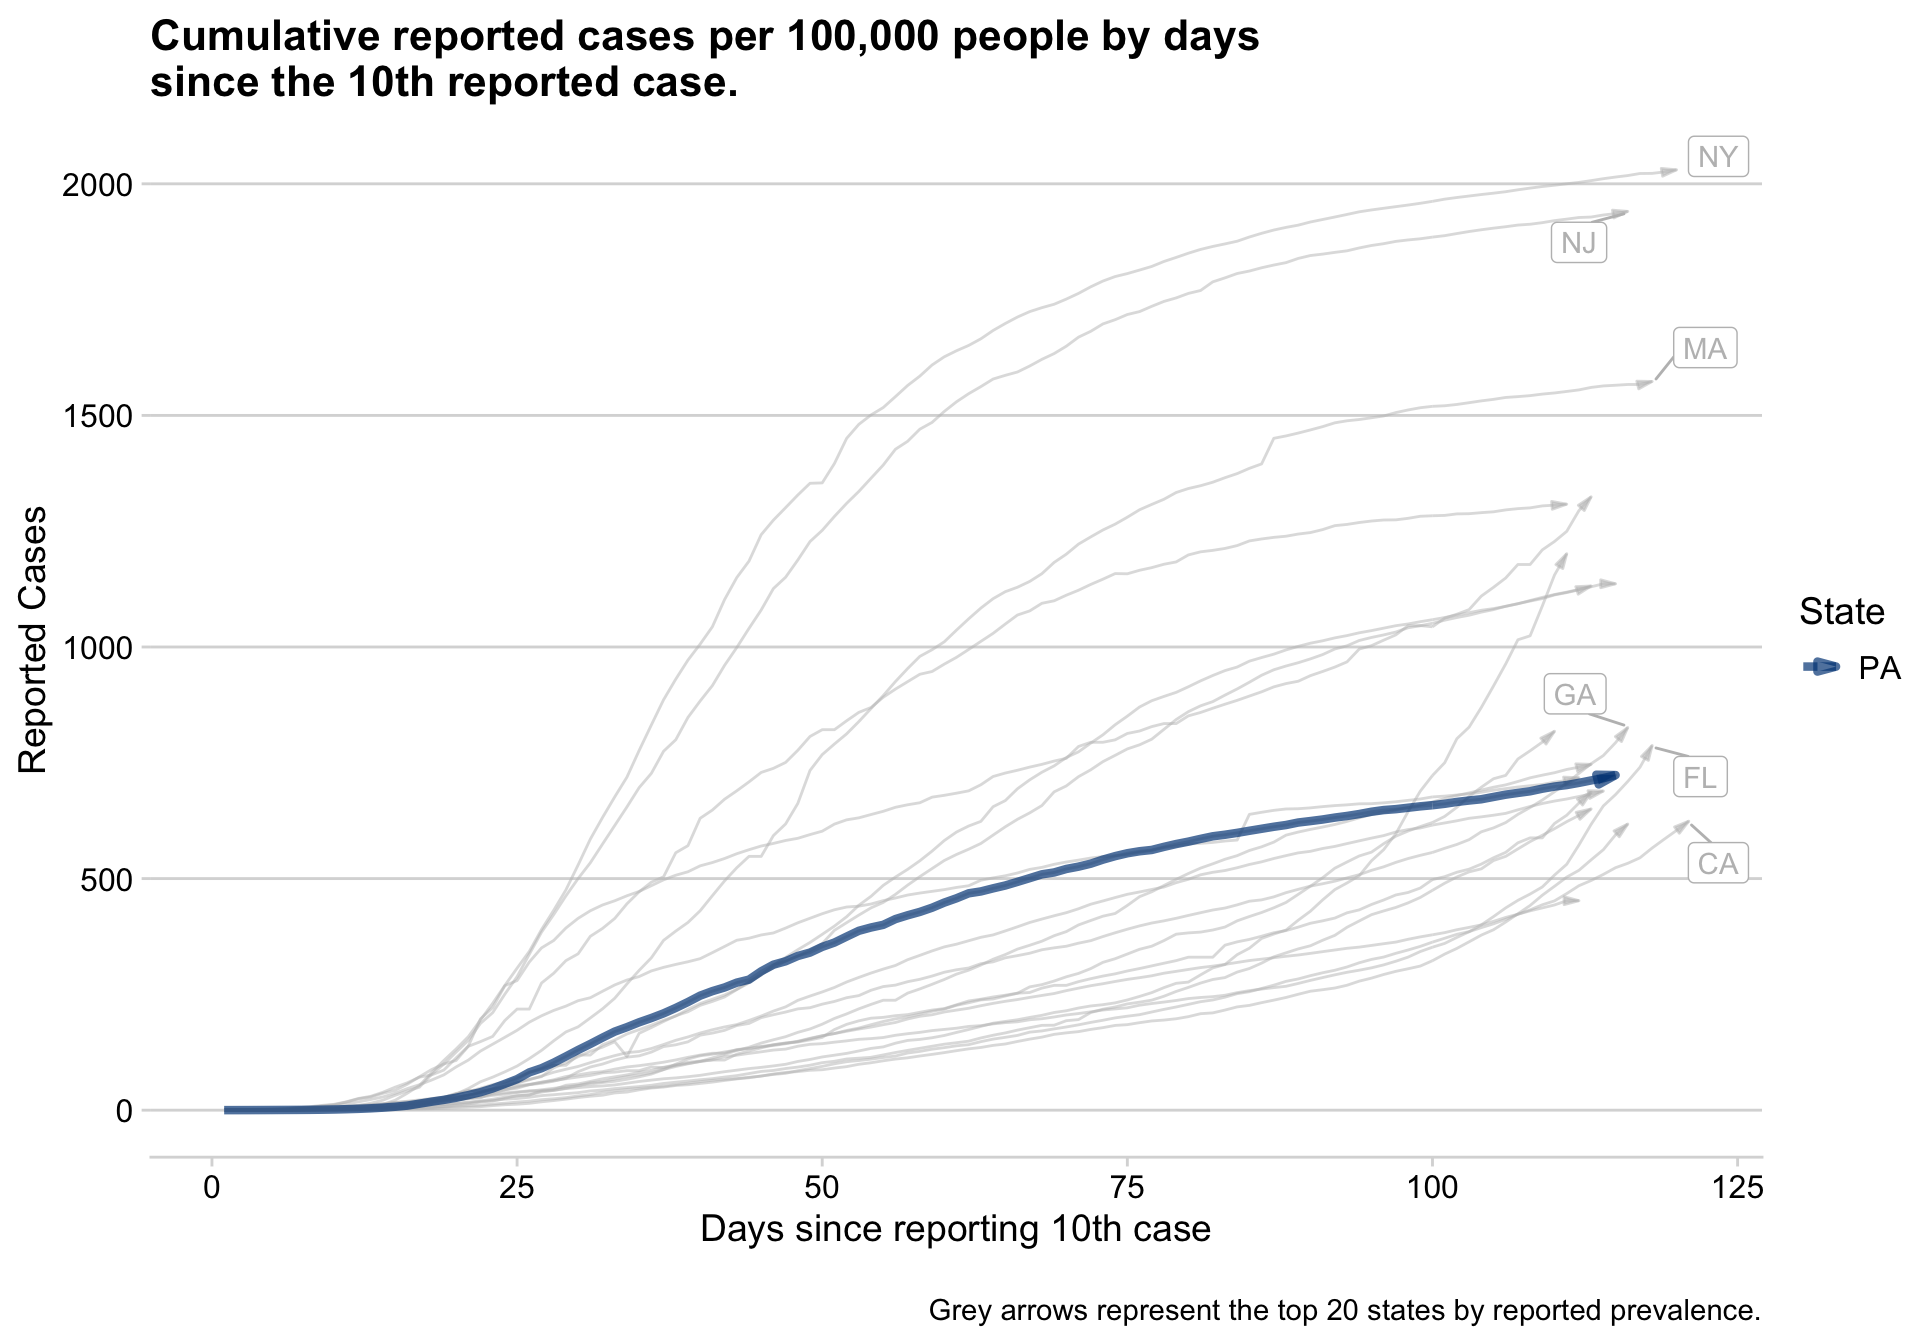 Cumulative reported cases per 100,000 people by days
since the 10th reported case.
NY
2000
NJ
MA
1500
Reported Cases
1000
State
PA
GA
FL
CA
500
0
0 25 50 75 100 125
Days since reporting 10th case
Grey arrows represent the top 20 states by reported prevalence.